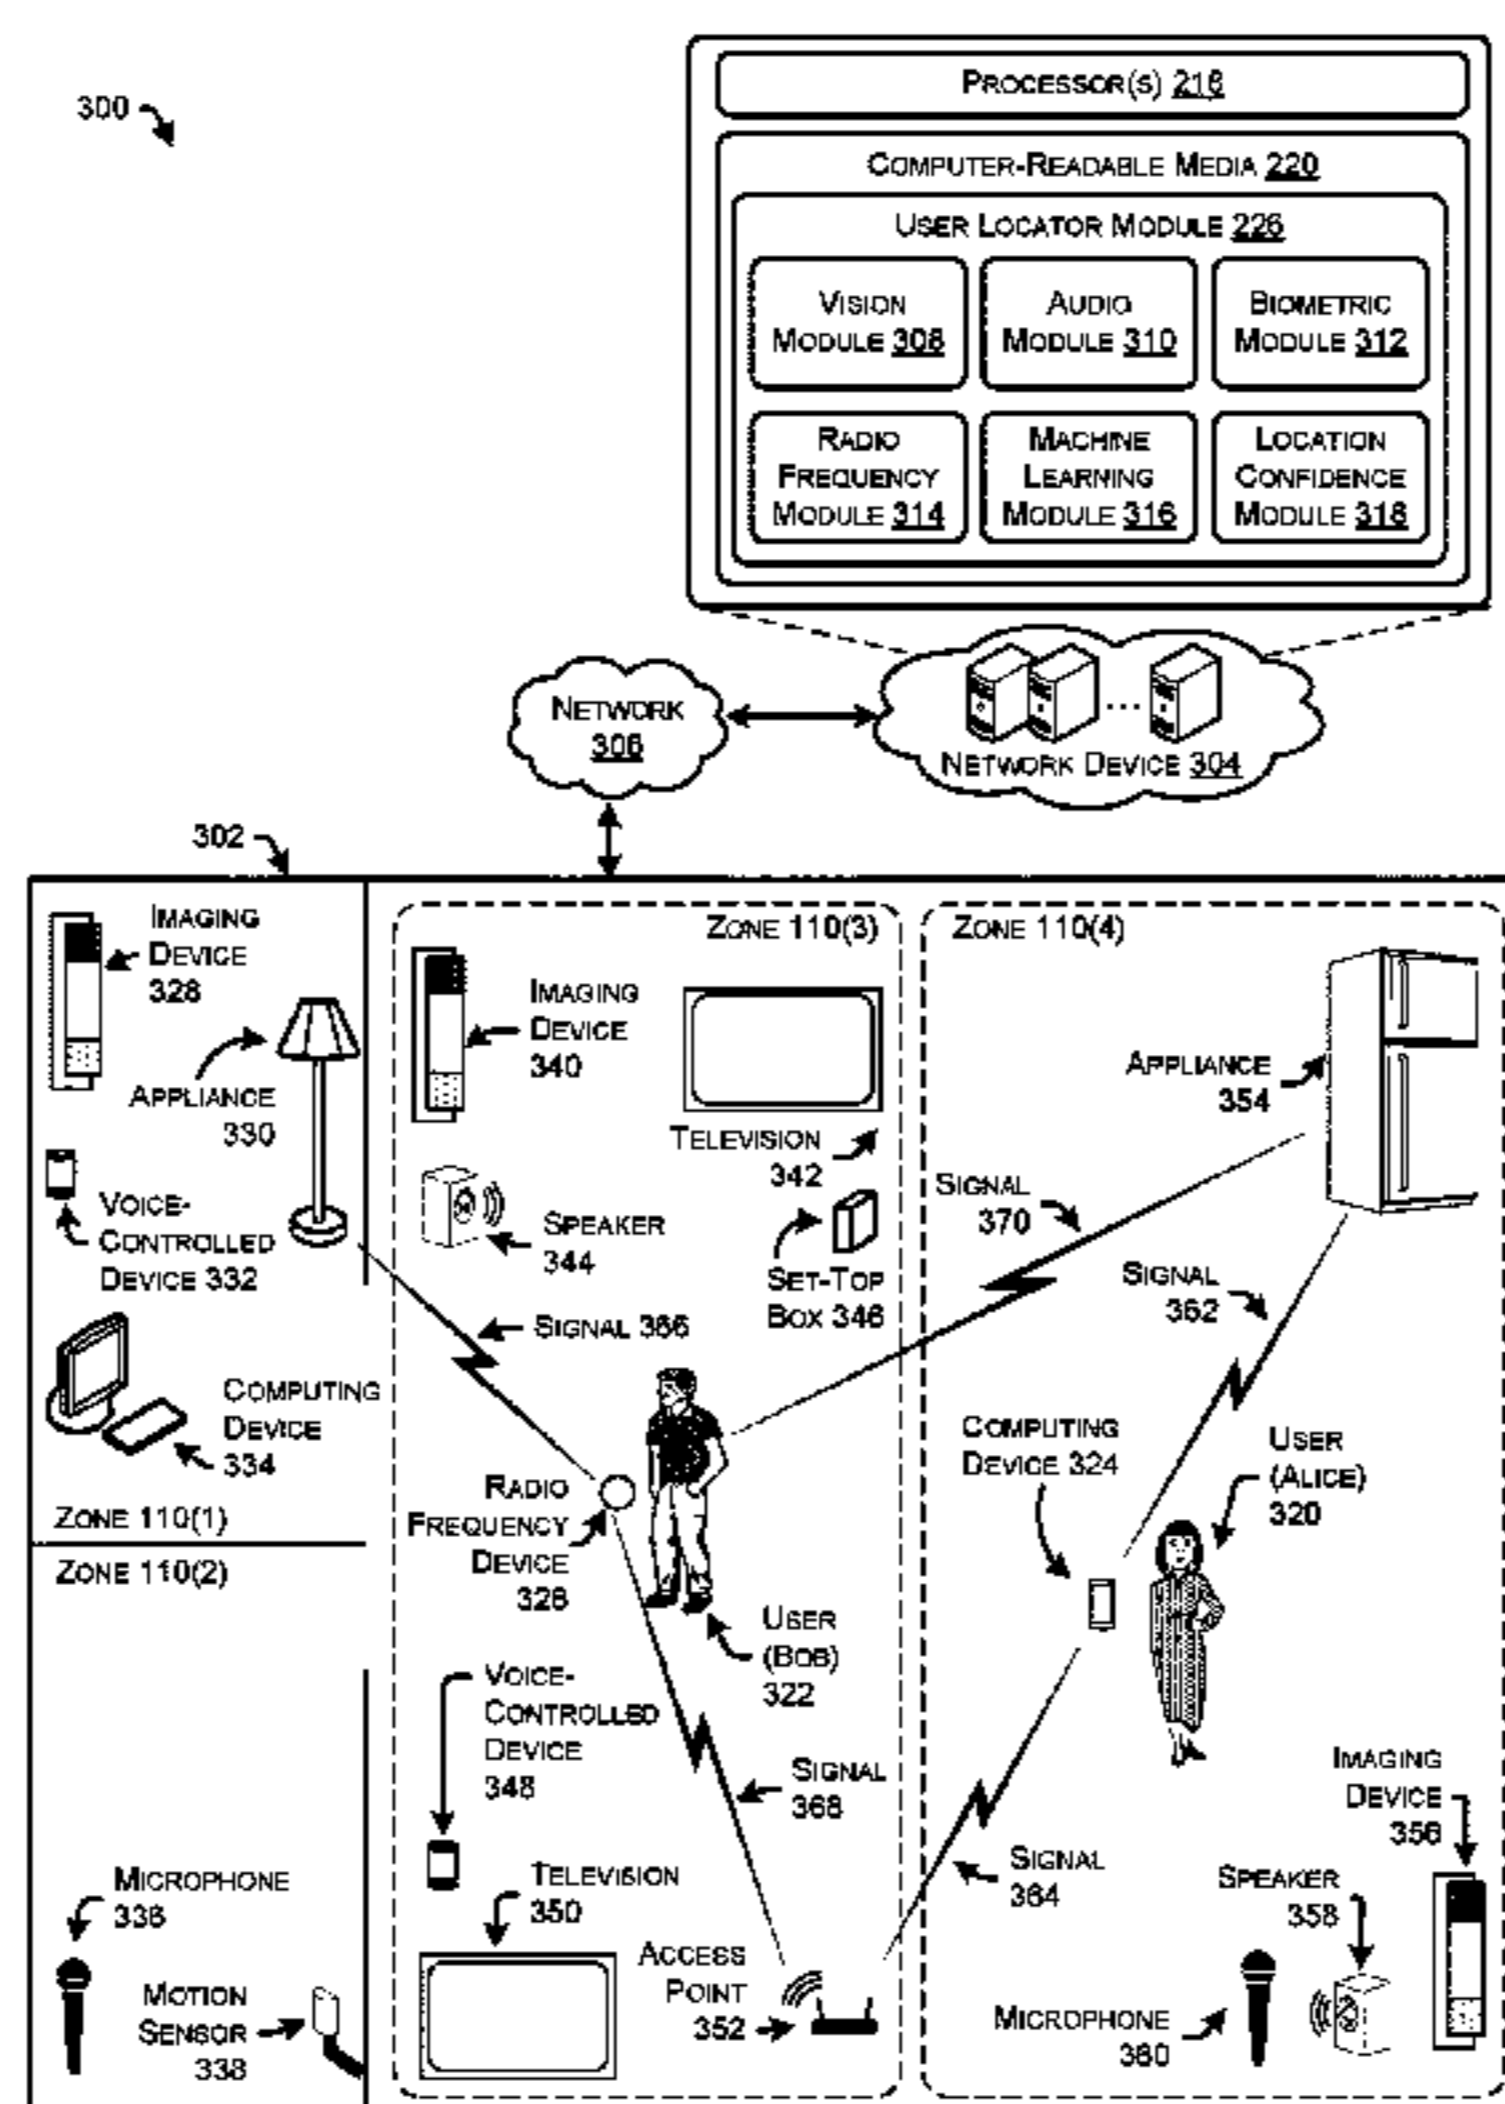 300
PROCESSOR(S) 216
COMPUTER-READABLE MEDIA 220
USER LOCATOR MODULE 226
VISION
MODULE 308
AUDIO
MODULE 310
BIOMETRIC
MODULE 312
RADIO
FREQUENCY
MODULE 314
MACHINE
LEARNING
MODULE 316
LOCATION
CONFIDENCE
MODULE 318
NETWORK
306
NETWORK DEVICE 304
302
IMAGING
DEVICE
328
APPLIANCE
330
VOICE-
CONTROLLED
DEVICE 332
COMPUTING
DEVICE
334
ZONE 110(1)
ZONE 110(2)
MICROPHONE
336
MOTION
SENSOR
338
ZONE 110(3)
IMAGING
DEVICE
340
TELEVISION
342
SPEAKER
344
SET-TOP
BOX 346
SIGNAL 366
RADIO
FREQUENCY
DEVICE
326
USER
(BOB)
322
VOICE-
CONTROLLED
DEVICE
348
SIGNAL
368
TELEVISION
350
ACCESS
POINT
352
ZONE 110(4)
APPLIANCE
354
SIGNAL
370
SIGNAL
362
COMPUTING
DEVICE 324
USER
(ALICE)
320
IMAGING
DEVICE
356
SIGNAL
364
SPEAKER
358
MICROPHONE
360